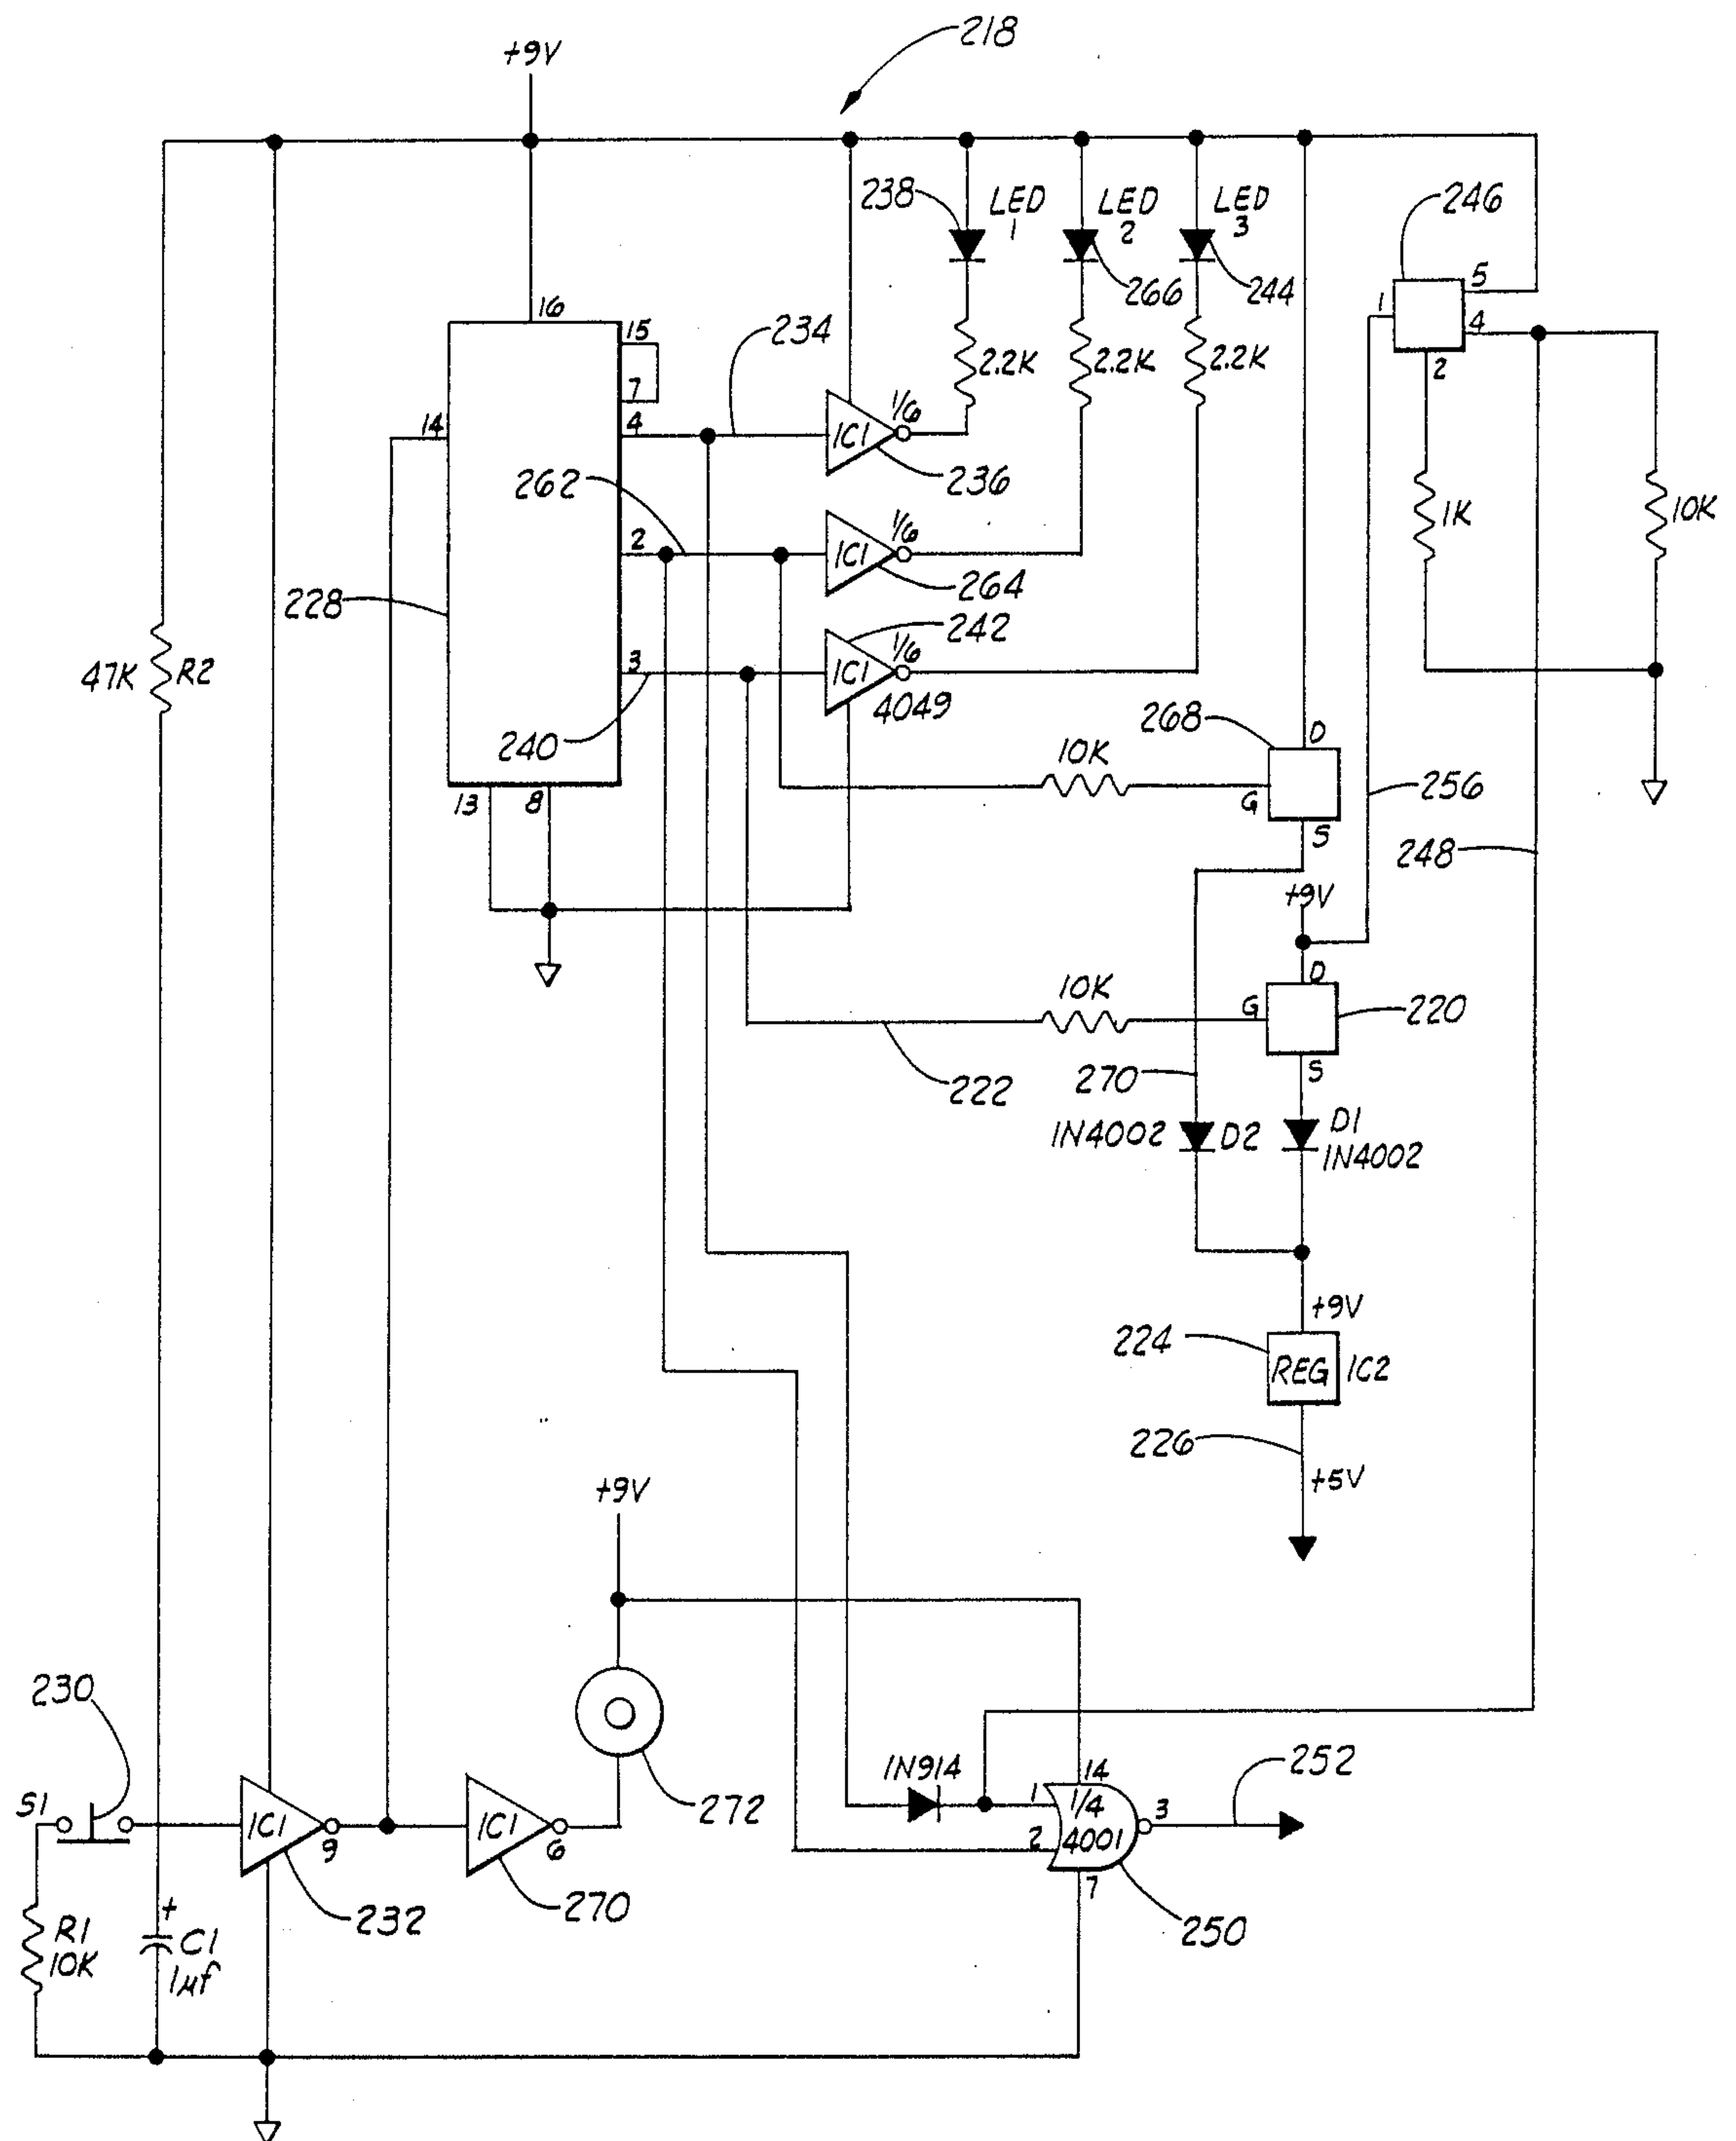 218
+9V
238
LED
1
LED
2
LED
3
246
266
244
5
1
4
2
16
15
7
4
14
234
2.2K
2.2K
2.2K
1/6
IC1
236
262
2
1/6
IC1
264
1K
10K
228
242
3
1/6
IC1
4049
240
47K
R2
268
D
10K
G
S
13
8
256
248
+9V
D
10K
G
220
S
222
270
1N4002
D2
D1
1N4002
+9V
224
REG
IC2
226
+5V
+9V
230
S1
IC1
9
232
IC1
6
270
272
1N914
14
1
1/4
4001
2
3
7
252
250
R1
10K
+
C1
1µf